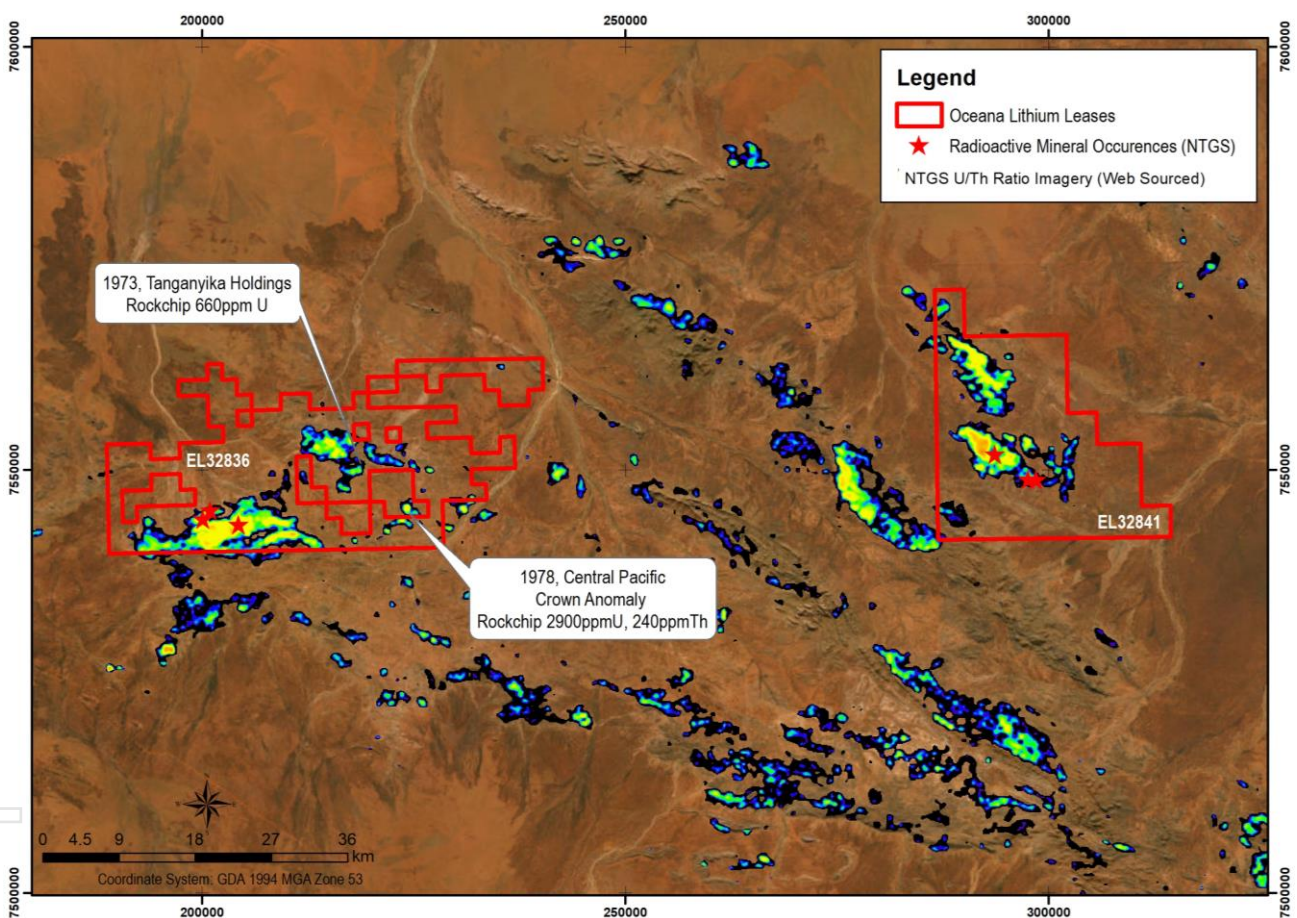 200000
250000
300000
7600000
7600000
Legend
Oceana Lithium Leases
Radioactive Mineral Occurences (NTGS)
NTGS U/Th Ratio Imagery (Web Sourced)
1973, Tanganyika Holdings
Rockchip 660ppm U
EL32836
7550000
7550000
EL32841
1978, Central Pacific
Crown Anomaly
Rockchip 2900ppmU, 240ppmTh
0 4.5 9 18 27 36
km
Coordinate System: GDA 1994 MGA Zone 53
7500000
7500000
200000
250000
300000